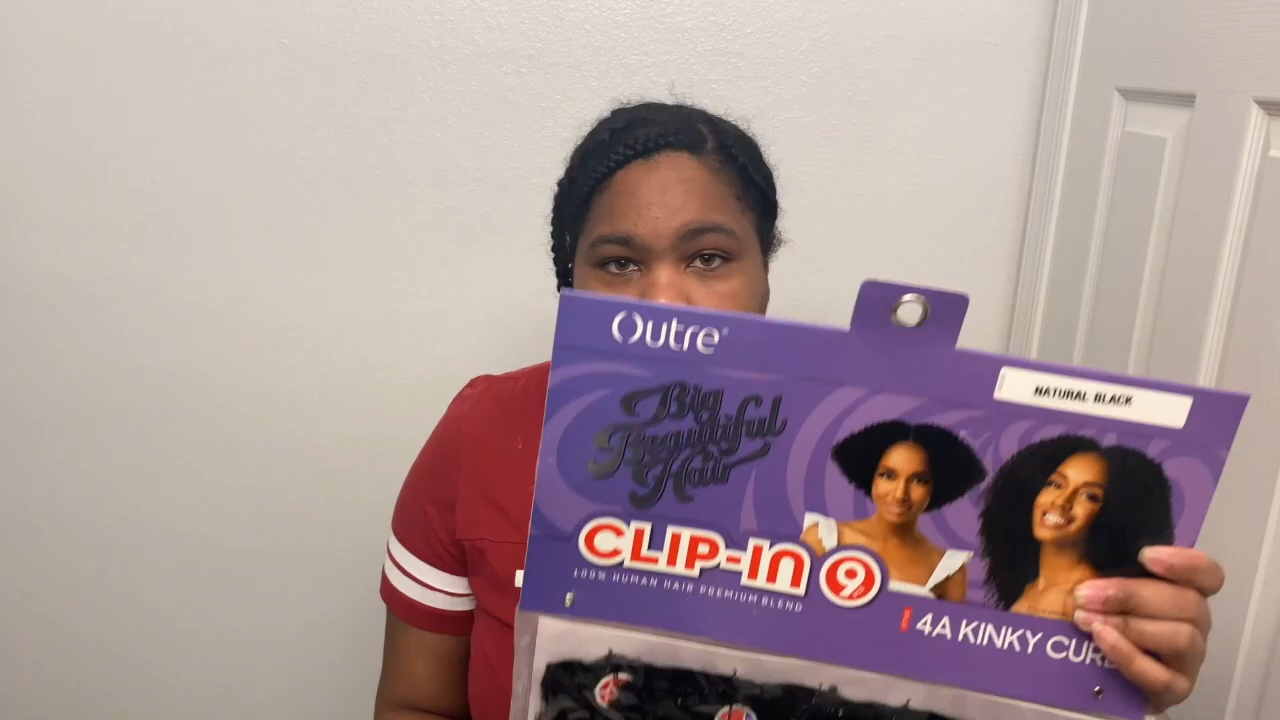 Outre
NATURAL BLACK
Big
Beautiful
Hair
CLIP-IN 9
100% HUMAN HAIR PREMIUM BLEND
4A KINKY CUR